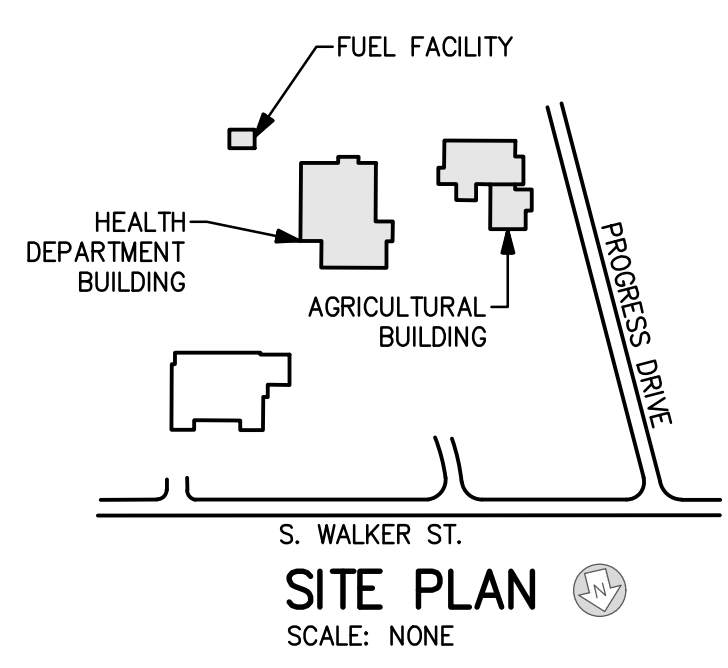 FUEL FACILITY
HEALTH
DEPARTMENT
BUILDING
AGRICULTURAL
BUILDING
PROGRESS DRIVE
S. WALKER ST.
SITE PLAN
N
SCALE: NONE